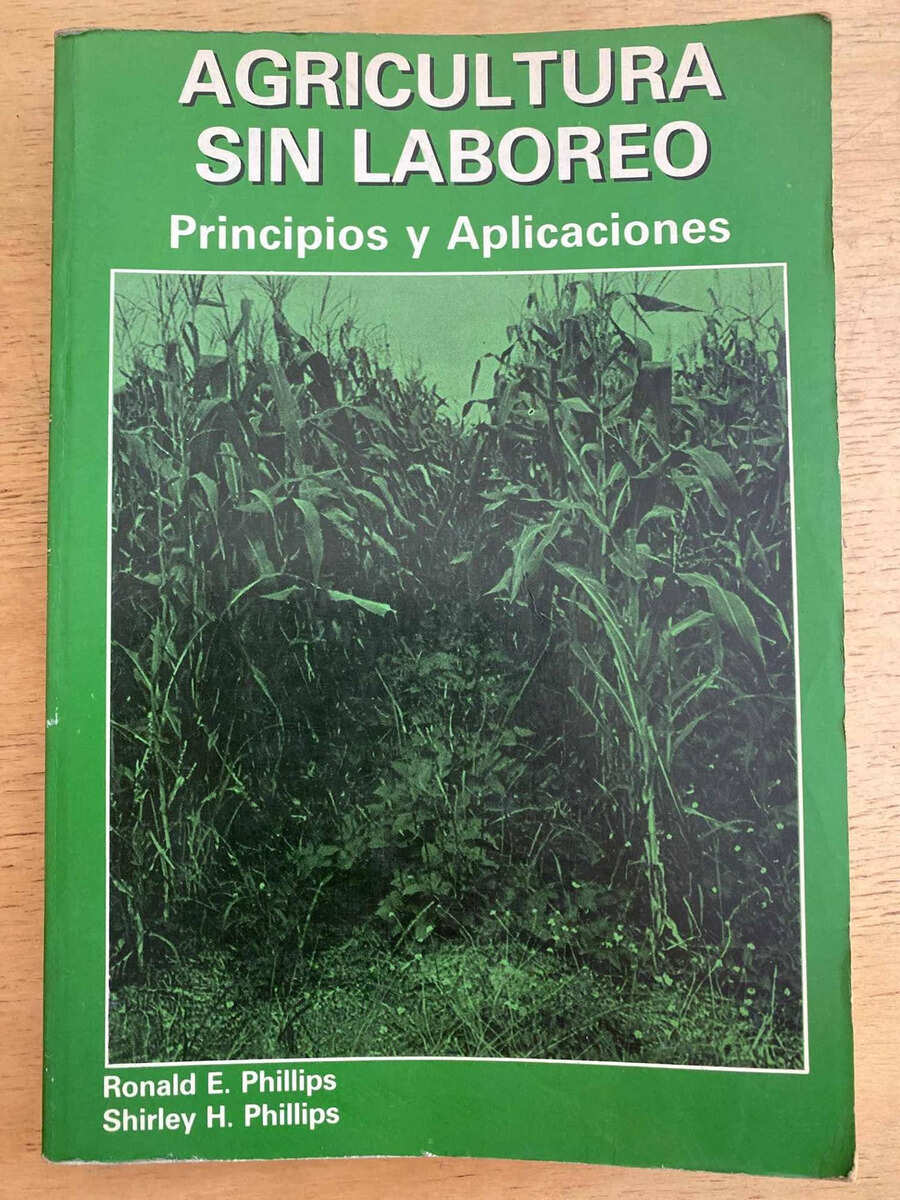 AGRICULTURA
SIN LABOREO
Principios y Aplicaciones
Ronald E. Phillips
Shirley H. Phillips